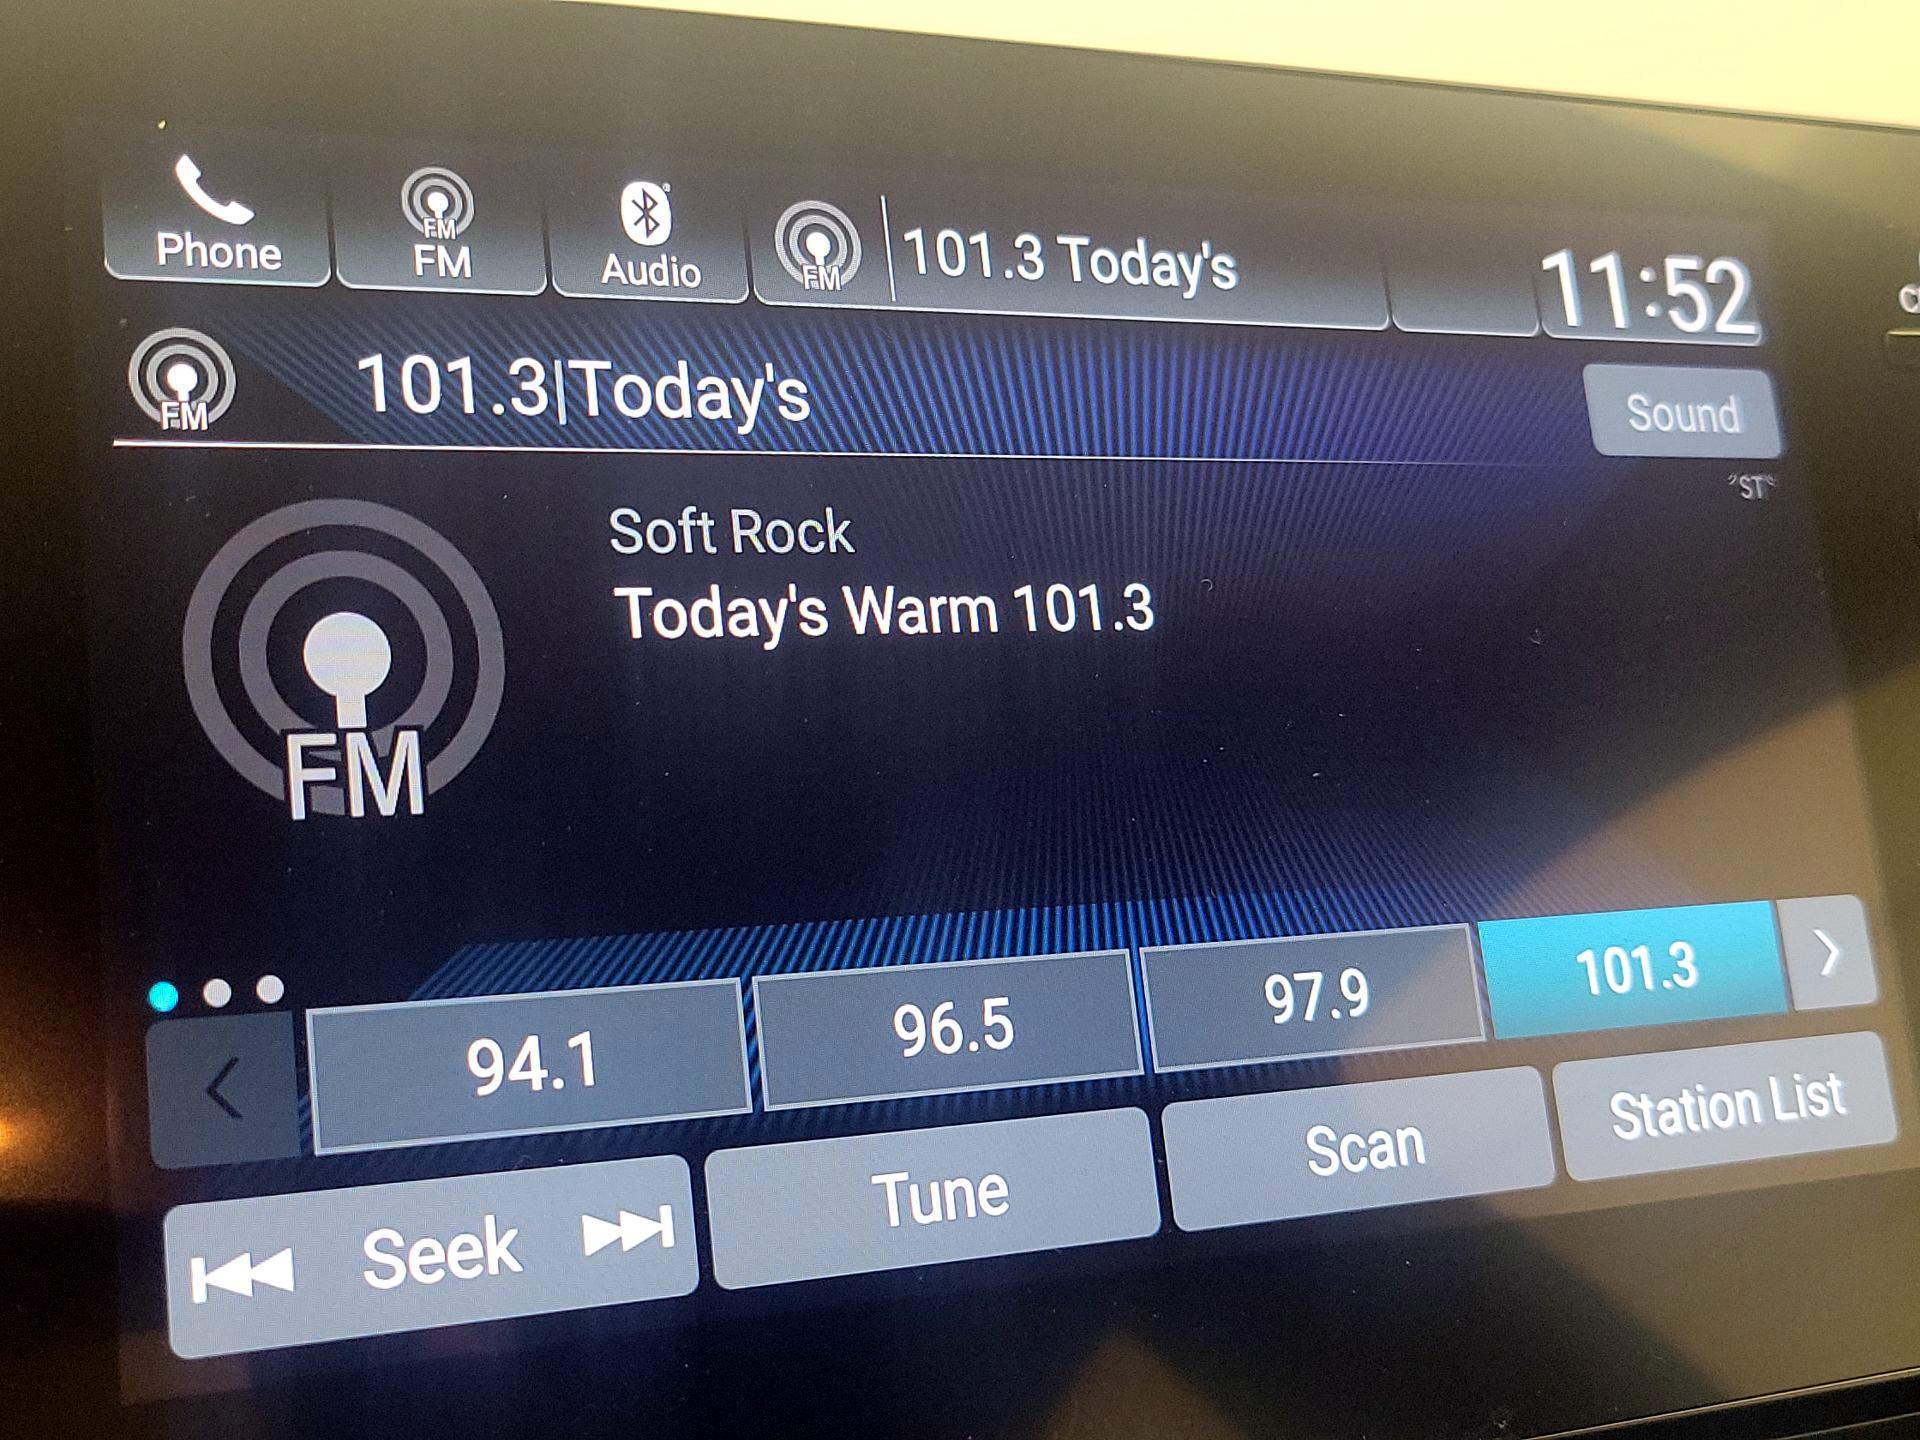 Phone
FM
FM
Audio
FM
101.3 Today's
11:52
FM
101.3|Today's
Sound
"ST"
Soft Rock
Today's Warm 101.3
FM
94.1
96.5
97.9
101.3
Seek
Tune
Scan
Station List